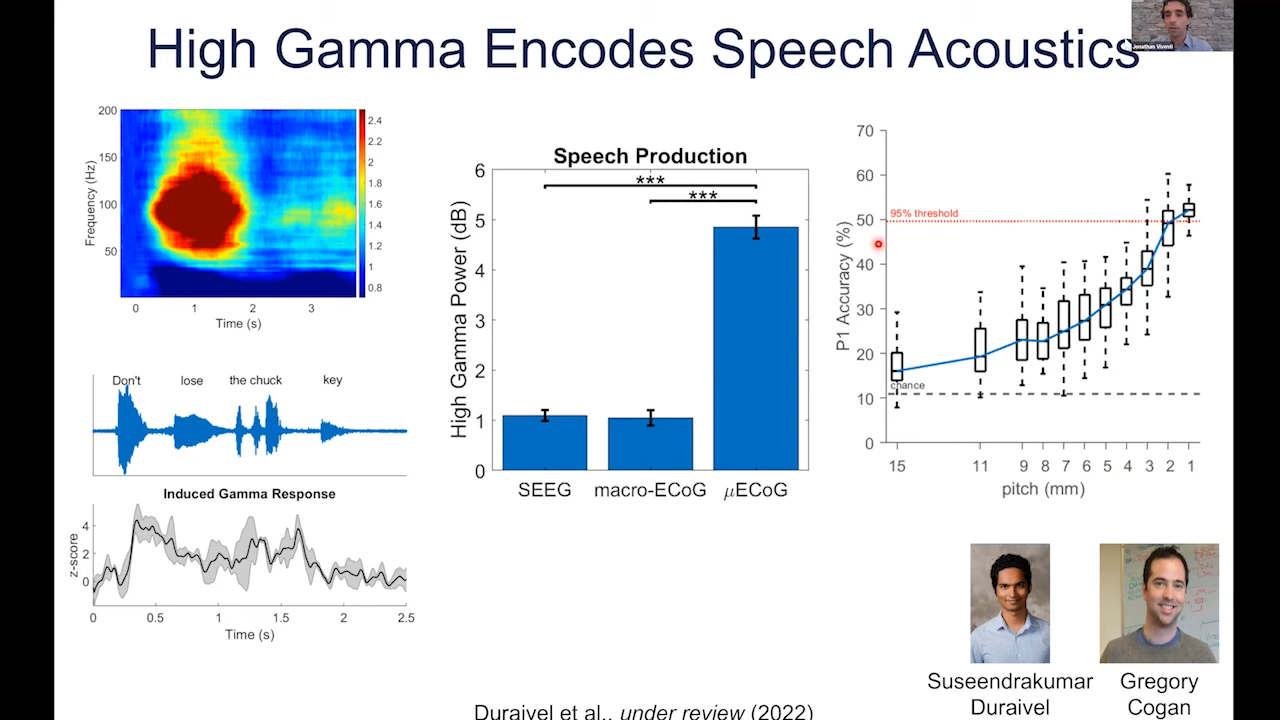 High Gamma Encodes Speech Acoustics
Jonathan Viventi
200
150
100
50
Frequency (Hz)
0 1 2 3
Time (s)
2.4
2.2
2
1.8
1.6
1.4
1.2
1
0.8
Don't lose the chuck key
Induced Gamma Response
z-score
4
2
0
0 0.5 1 1.5 2 2.5
Time (s)
Speech Production
***
***
High Gamma Power (dB)
6
5
4
3
2
1
0
SEEG macro-ECoG μECoG
P1 Accuracy (%)
70
60
50
40
30
20
10
0
95% threshold
chance
15 11 9 8 7 6 5 4 3 2 1
pitch (mm)
Suseendrakumar
Duraivel
Gregory
Cogan
Duraivel et al., under review (2022)